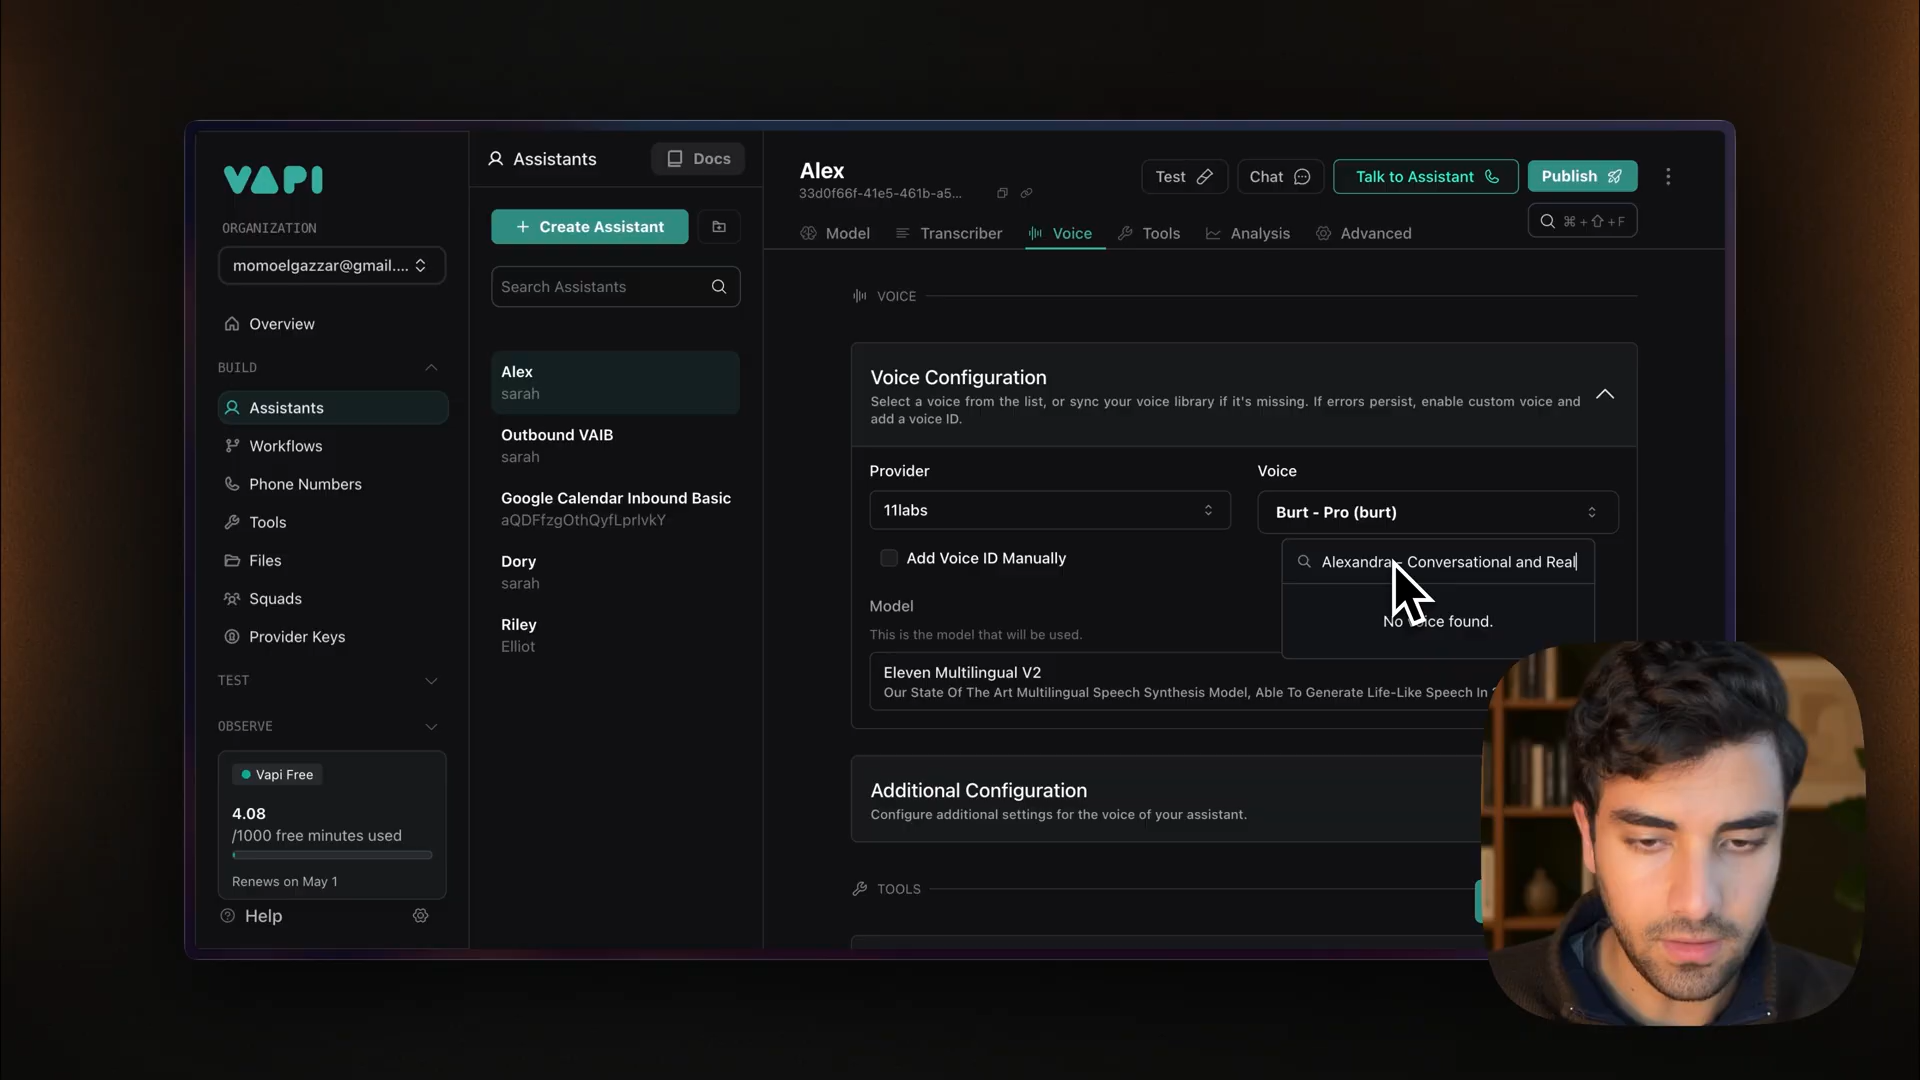 VAPI
ORGANIZATION
momoelgazzar@gmail....
Overview
BUILD
Assistants
Workflows
Phone Numbers
Tools
Files
Squads
Provider Keys
TEST
OBSERVE
Vapi Free
4.08
/1000 free minutes used
Renews on May 1
Help
Assistants
Docs
Create Assistant
Search Assistants
Alex
sarah
Outbound VAIB
sarah
Google Calendar Inbound Basic
aQDFfzgOthQyfLprIvkY
Dory
sarah
Riley
Elliot
Alex
33d0f66f-41e5-461b-a5...
Test
Chat
Talk to Assistant
Publish
⌘ + ⇧ + F
Model
Transcriber
Voice
Tools
Analysis
Advanced
VOICE
Voice Configuration
Select a voice from the list, or sync your voice library if it's missing. If errors persist, enable custom voice and
add a voice ID.
Provider
Voice
11labs
Burt - Pro (burt)
Add Voice ID Manually
Alexandra - Conversational and Real
No voice found.
Model
This is the model that will be used.
Eleven Multilingual V2
Our State Of The Art Multilingual Speech Synthesis Model, Able To Generate Life-Like Speech In
Additional Configuration
Configure additional settings for the voice of your assistant.
TOOLS